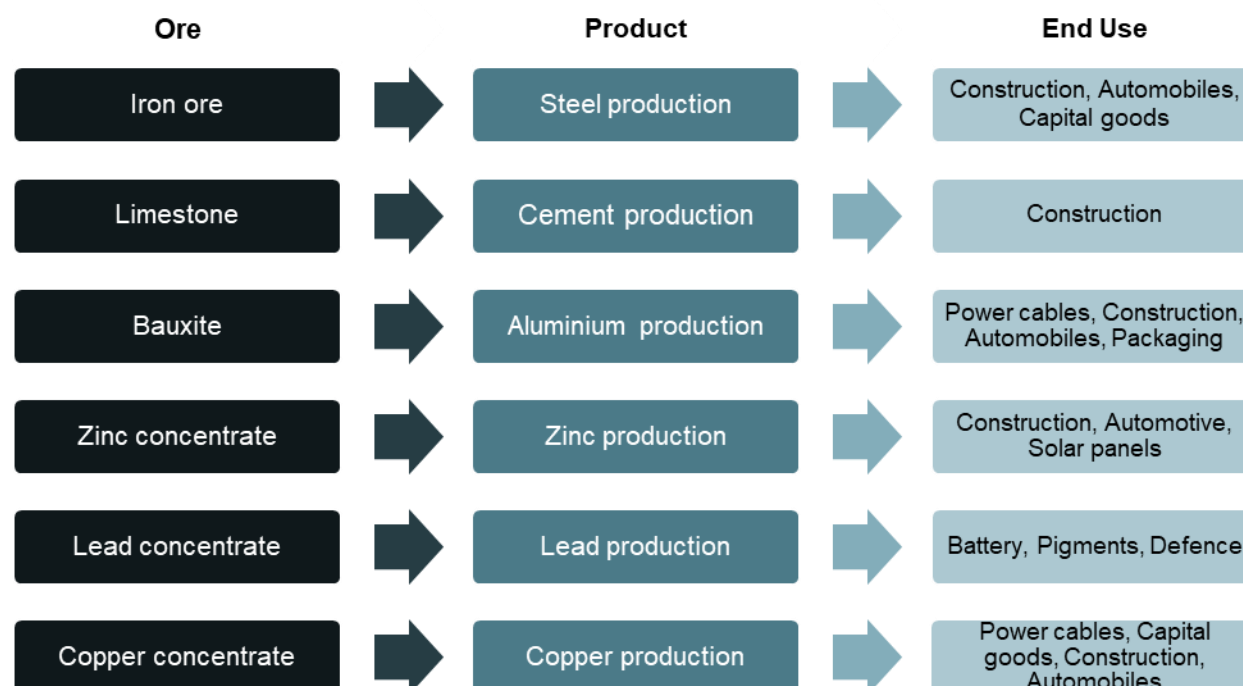 Ore
Product
End Use
Iron ore
Steel production
Construction, Automobiles,
Capital goods
Limestone
Cement production
Construction
Bauxite
Aluminium production
Power cables, Construction,
Automobiles, Packaging
Zinc concentrate
Zinc production
Construction, Automotive,
Solar panels
Lead concentrate
Lead production
Battery, Pigments, Defence
Copper concentrate
Copper production
Power cables, Capital
goods, Construction,
Automobiles